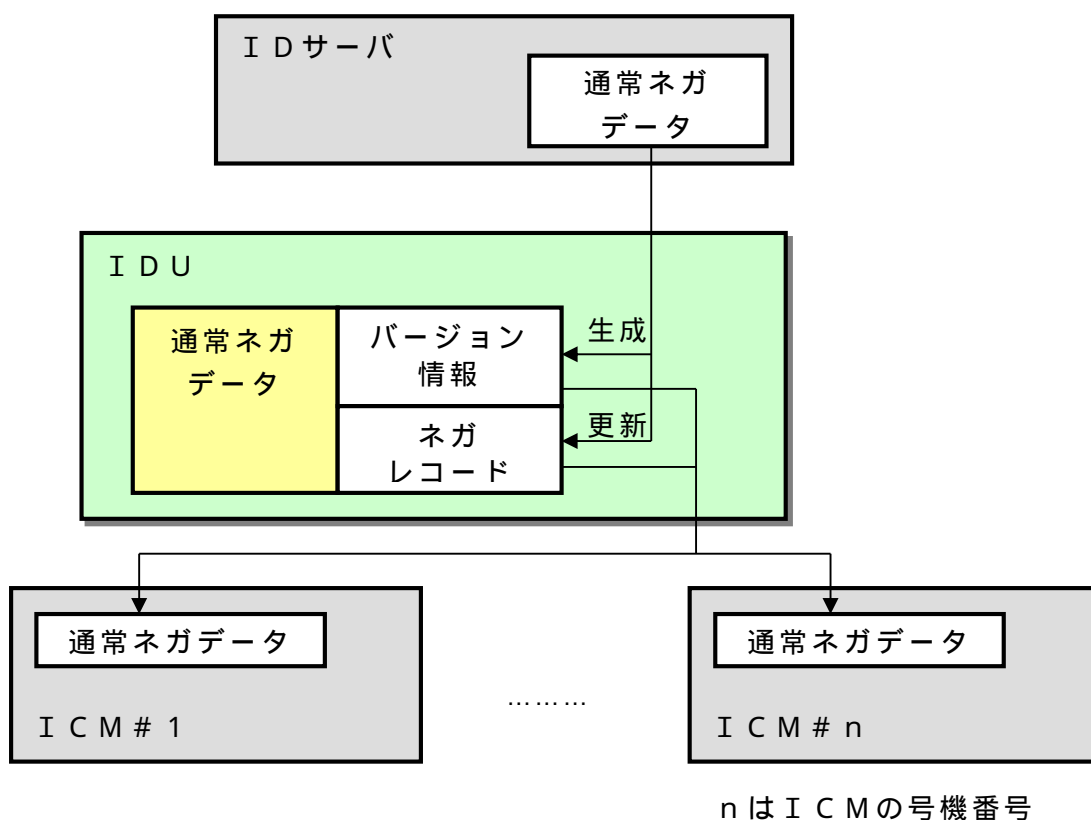 ＩＤサーバ
通常ネガ
データ
ＩＤＵ
通常ネガ
データ
バージョン
情報
生成
ネガ
レコード
更新
通常ネガデータ
ＩＣＭ＃１
………
通常ネガデータ
ＩＣＭ＃ｎ
ｎはＩＣＭの号機番号